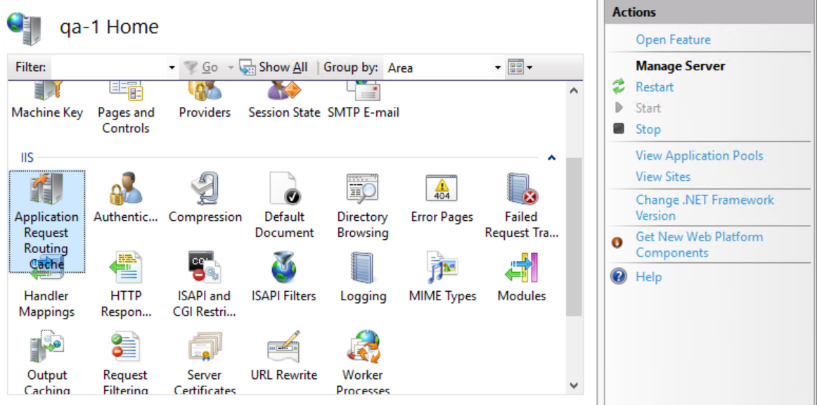 qa-1 Home
Filter:
Go
Show All
Group by: Area
Machine Key
Pages and
Controls
Providers
Session State
SMTP E-mail
IIS
Application
Request
Routing
Cache
Authentic...
Compression
Default
Document
Directory
Browsing
404
Error Pages
Failed
Request Tra...
Handler
Mappings
HTTP
Respon...
CGI
ISAPI and
CGI Restri...
ISAPI Filters
Logging
MIME Types
Modules
Output
Caching
Request
Filtering
Server
Certificates
URL Rewrite
Worker
Processes
Actions
Open Feature
Manage Server
Restart
Start
Stop
View Application Pools
View Sites
Change .NET Framework
Version
Get New Web Platform
Components
Help